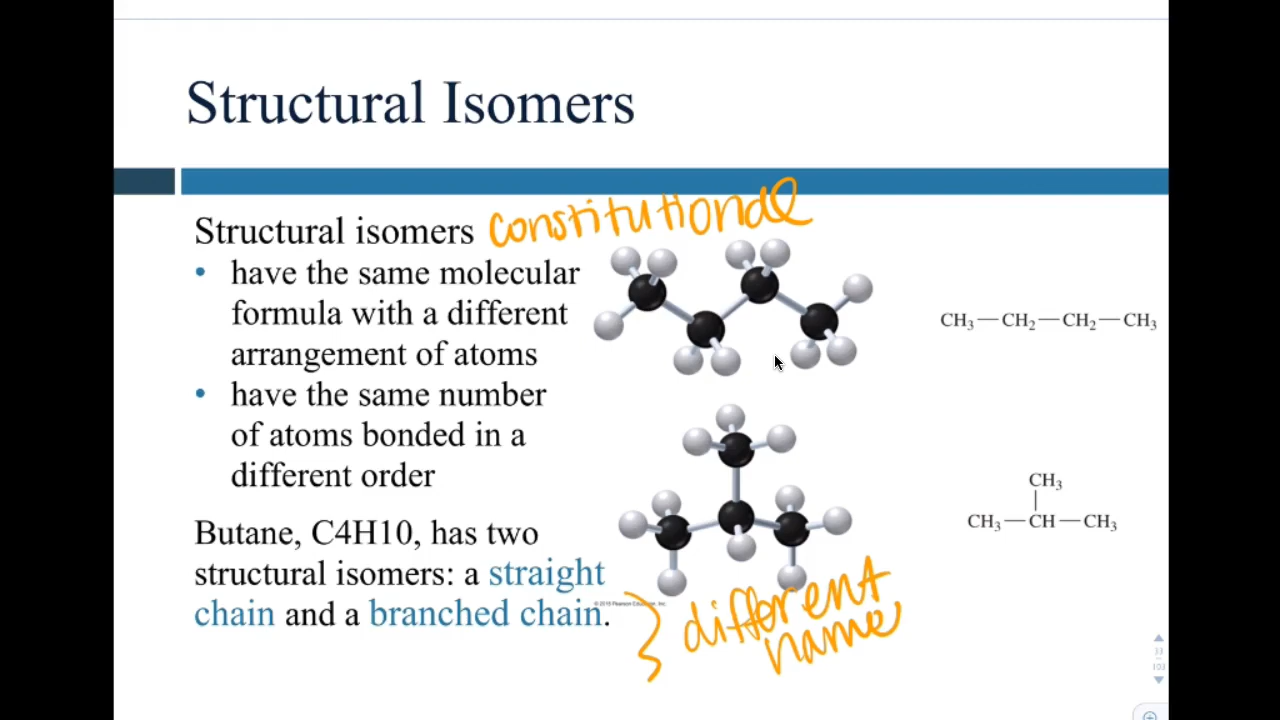 Structural Isomers
Structural isomers constitutional
• have the same molecular
formula with a different
arrangement of atoms
• have the same number
of atoms bonded in a
different order
Butane, C4H10, has two
structural isomers: a straight
chain and a branched chain.
CH₃—CH₂—CH₂—CH₃
CH₃
CH₃—CH—CH₃
different
name
33
103